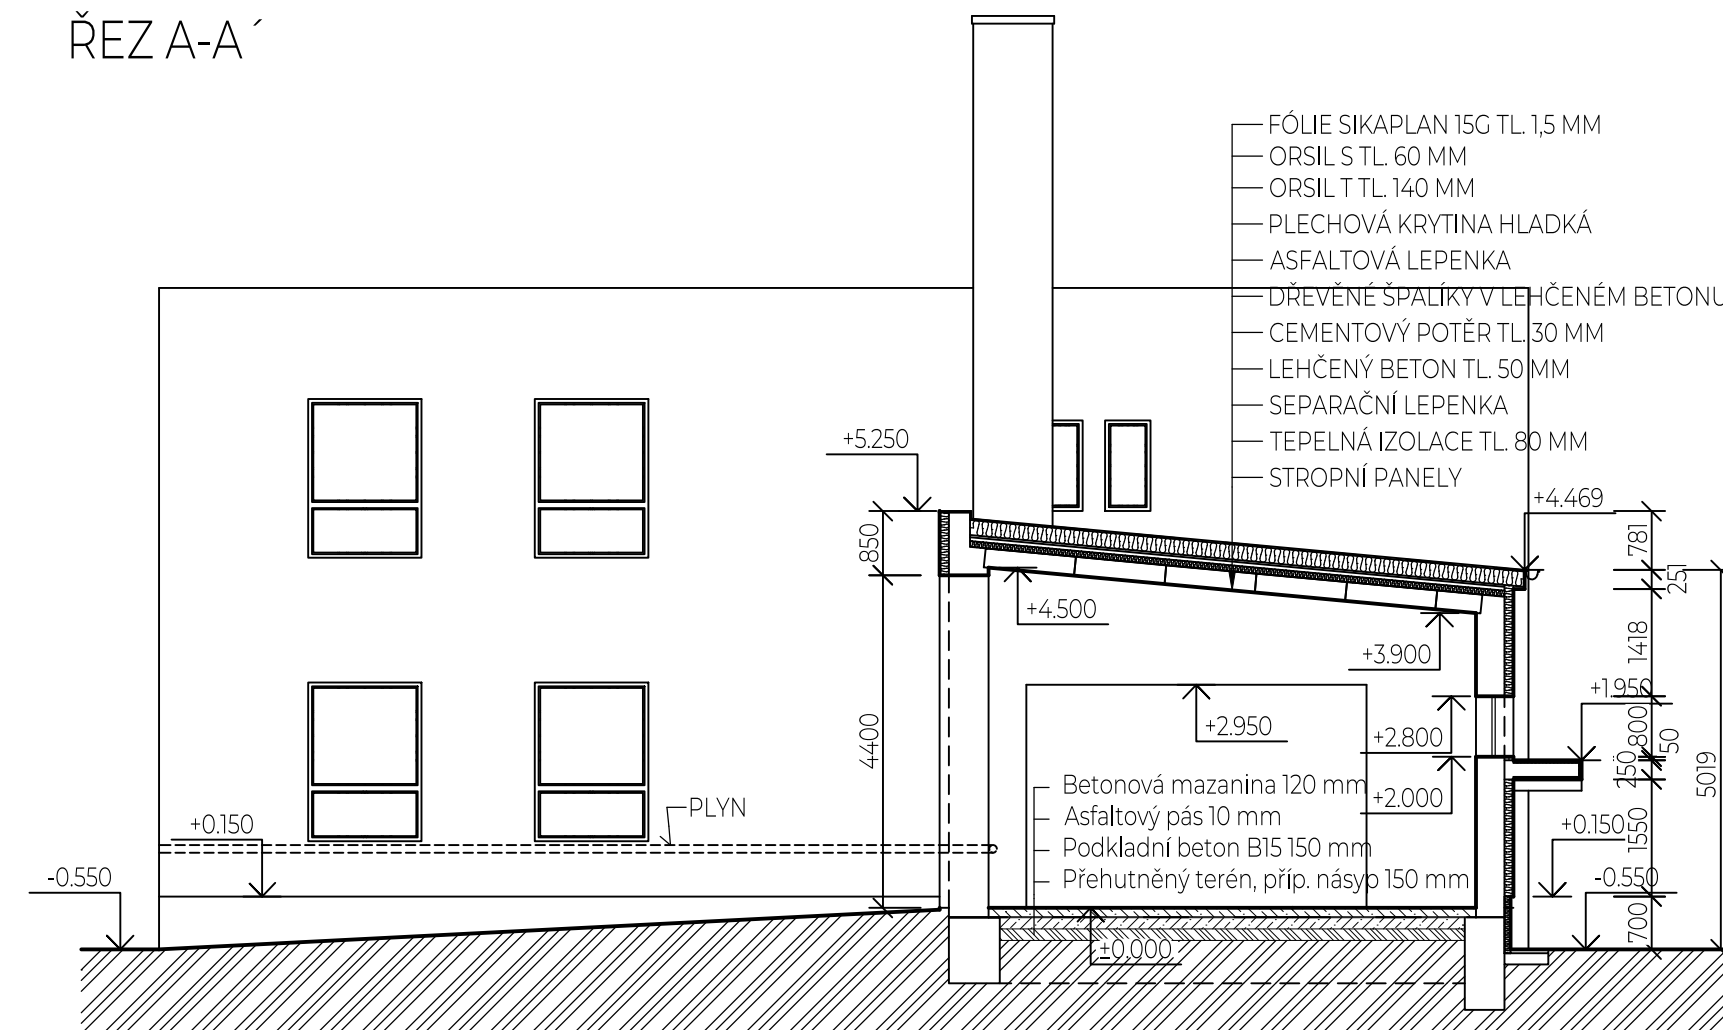 ŘEZ A-A´
FÓLIE SIKAPLAN 15G TL. 1,5 MM
ORSIL S TL. 60 MM
ORSIL T TL. 140 MM
PLECHOVÁ KRYTINA HLADKÁ
ASFALTOVÁ LEPENKA
DŘEVĚNÉ ŠPALÍKY V LEHČENÉM BETONU
CEMENTOVÝ POTĚR TL. 30 MM
LEHČENÝ BETON TL. 50 MM
SEPARAČNÍ LEPENKA
TEPELNÁ IZOLACE TL. 80 MM
STROPNÍ PANELY
+5.250
+4.469
850
781
251
+4.500
+3.900
1418
+1.950
+2.950
+2.800
800
50
4400
250
5019
Betonová mazanina 120 mm
+2.000
Asfaltový pás 10 mm
Podkladní beton B15 150 mm
Přehutněný terén, příp. násyp 150 mm
PLYN
+0.150
+0.150
1550
-0.550
-0.550
700
±0.000